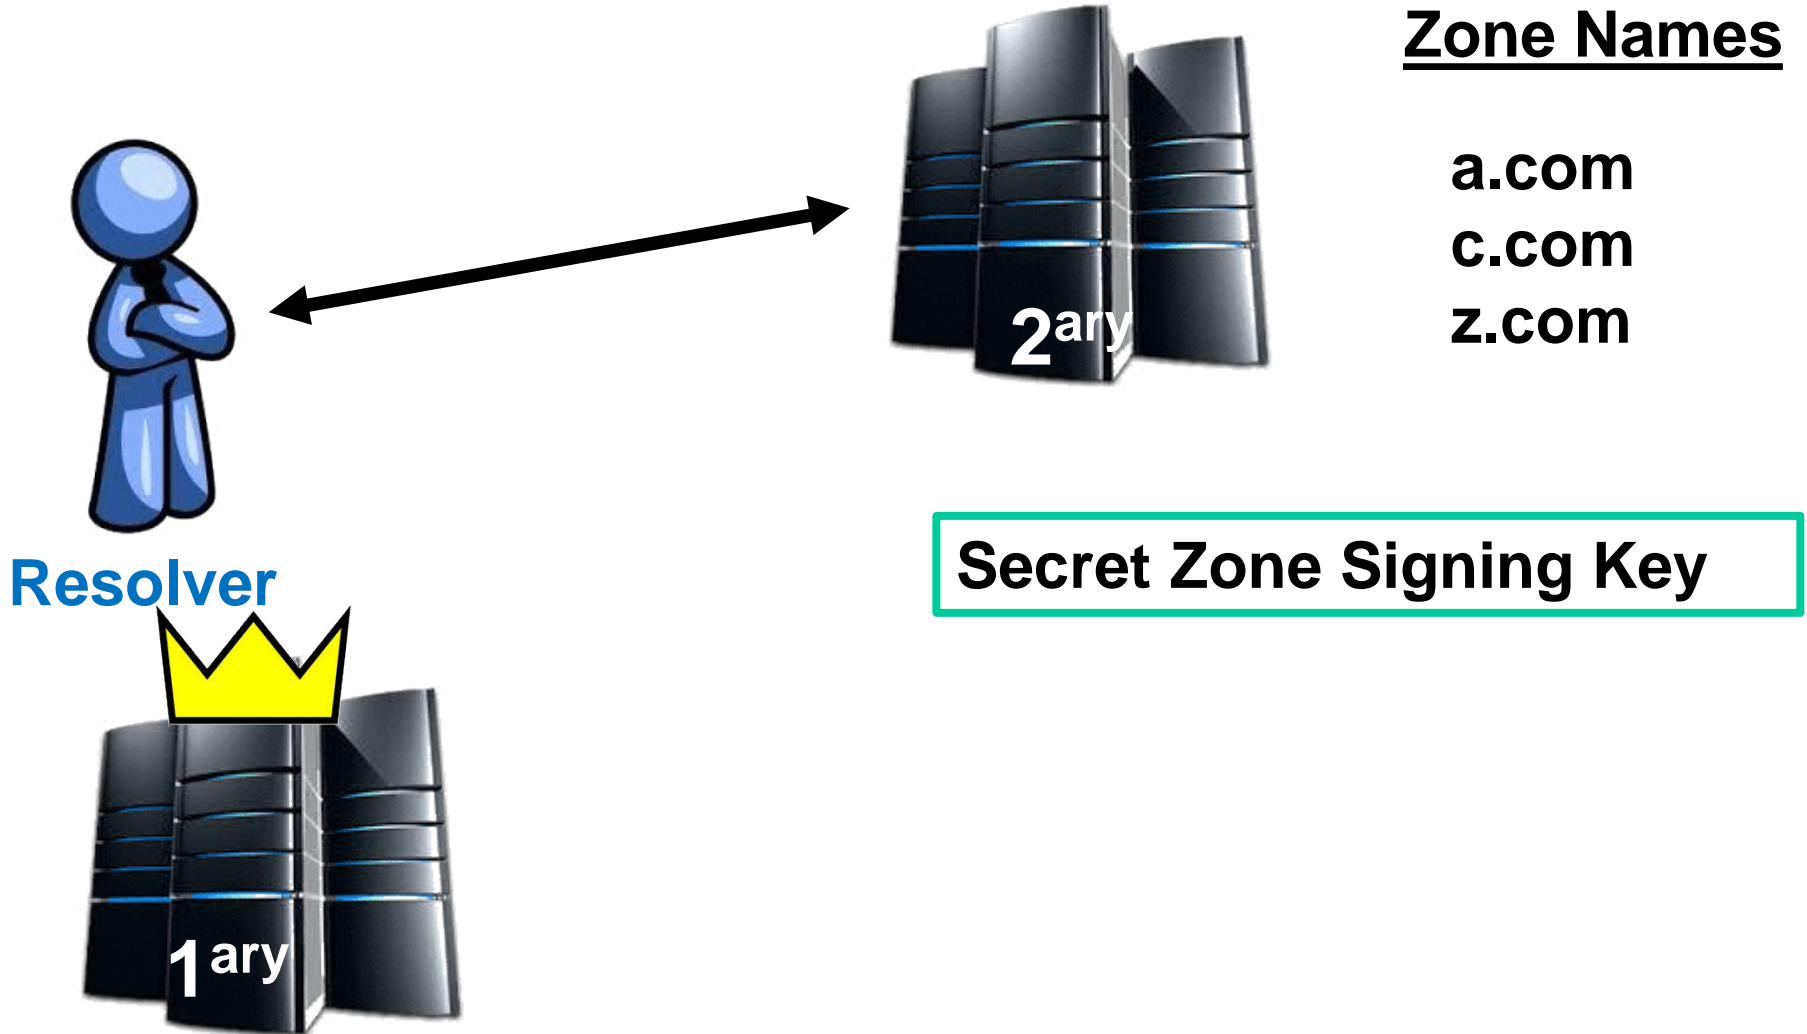 Zone Names
a.com
c.com
z.com
2ary
Secret Zone Signing Key
Resolver
1ary